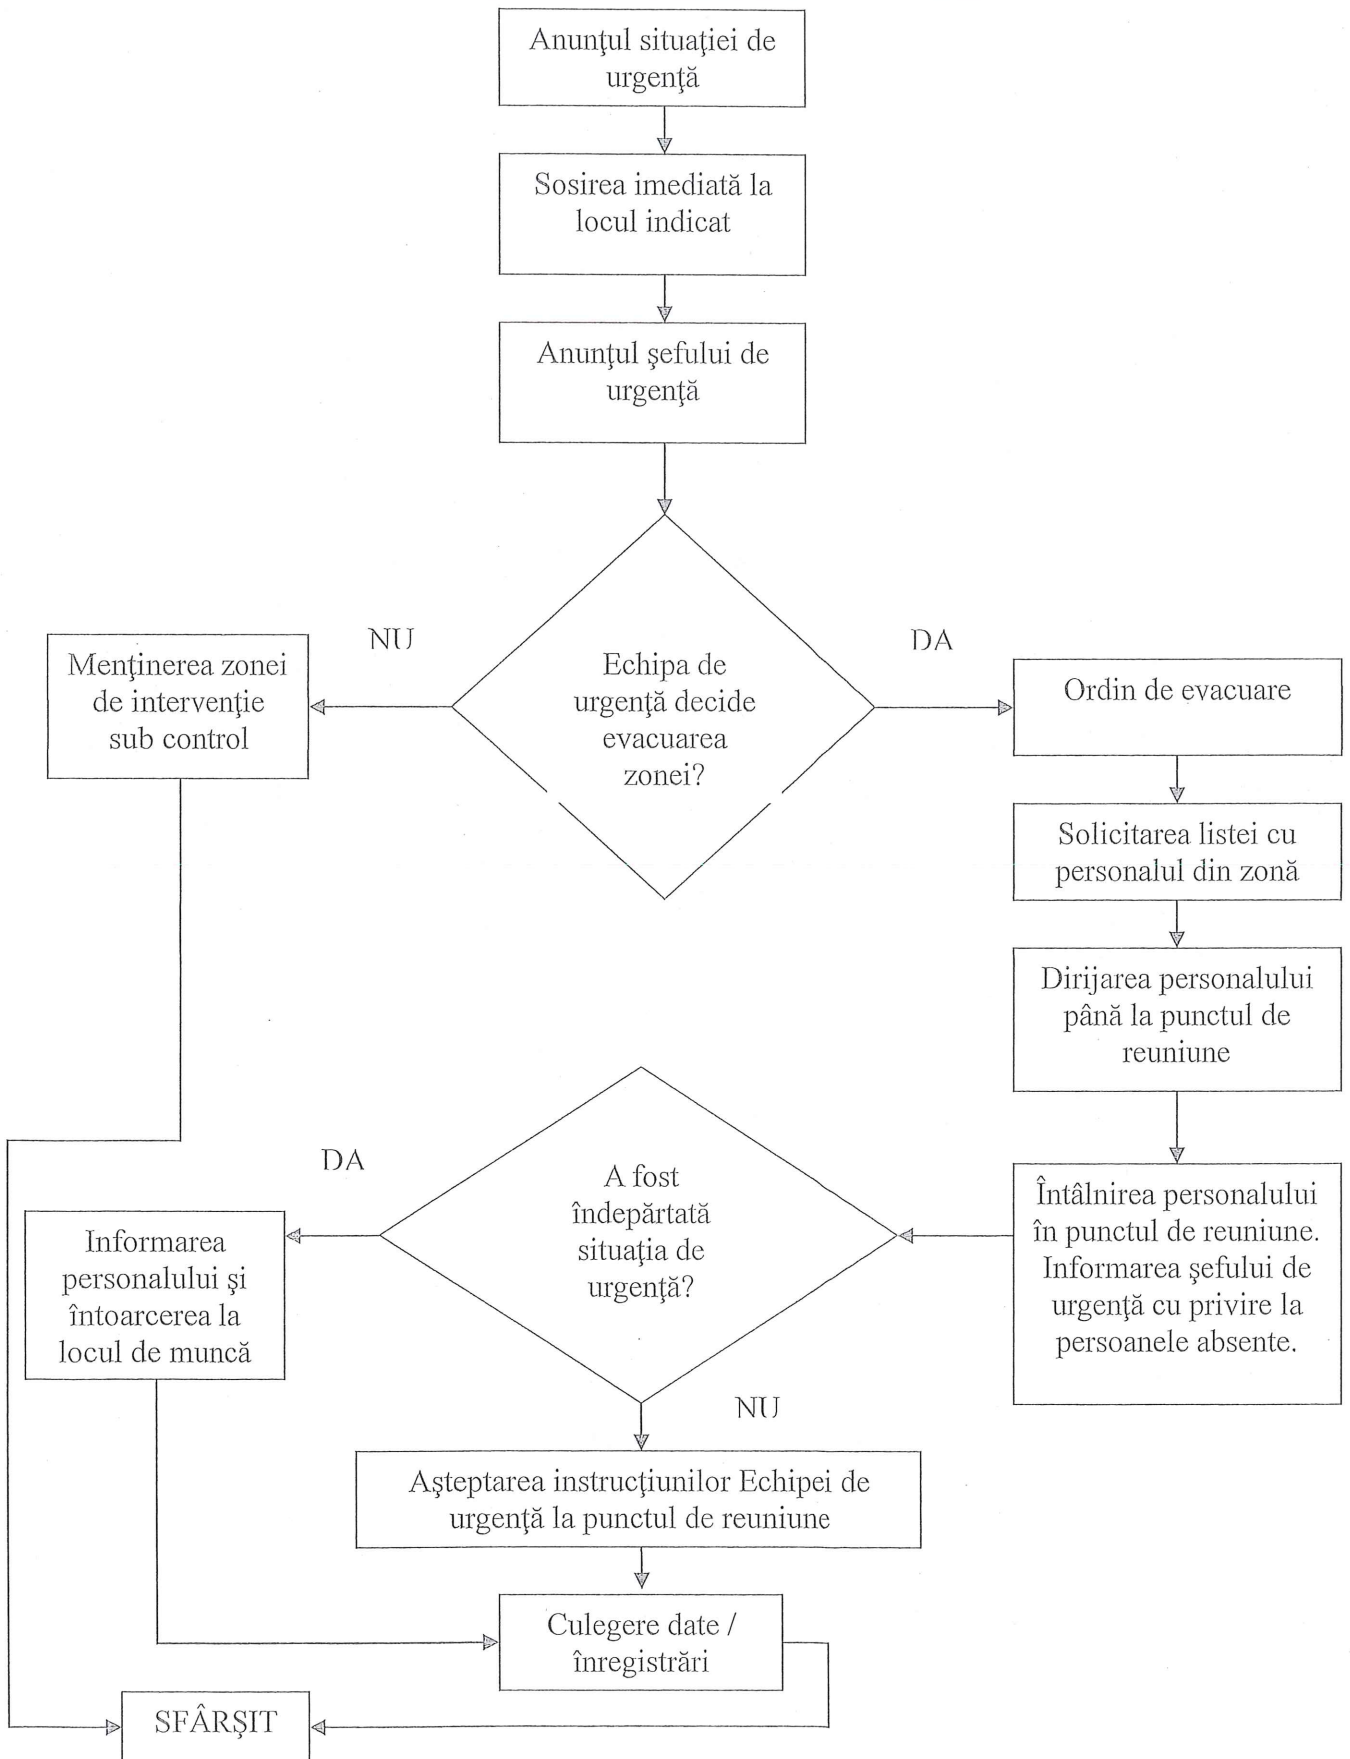 Anunţul situaţiei de
urgenţă
Sosirea imediată la
locul indicat
Anunţul şefului de
urgenţă
NU
DA
Menţinerea zonei
de intervenţie
sub control
Echipa de
urgenţă decide
evacuarea
zonei?
Ordin de evacuare
Solicitarea listei cu
personalul din zonă
Dirijarea personalului
până la punctul de
reuniune
DA
A fost
îndepărtată
situaţia de
urgenţă?
Întâlnirea personalului
în punctul de reuniune.
Informarea şefului de
urgenţă cu privire la
persoanele absente.
Informarea
personalului şi
întoarcerea la
locul de muncă
NU
Aşteptarea instrucţiunilor Echipei de
urgenţă la punctul de reuniune
Culegere date /
înregistrări
SFÂRŞIT